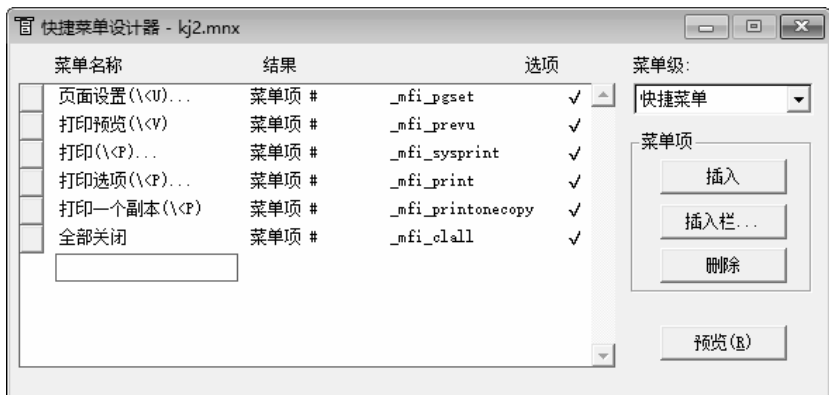 快捷菜单设计器 - kj2.mnx
菜单名称 结果 选项 菜单级:
页面设置(\<U)... 菜单项 # _mfi_pgset √ 快捷菜单
打印预览(\<V) 菜单项 # _mfi_prevu √
菜单项
打印(\<P)... 菜单项 # _mfi_sysprint √
打印选项(\<P)... 菜单项 # _mfi_print √ 插入
打印一个副本(\<P) 菜单项 # _mfi_printonecopy √ 插入栏...
全部关闭 菜单项 # _mfi_clall √
删除
预览(R)